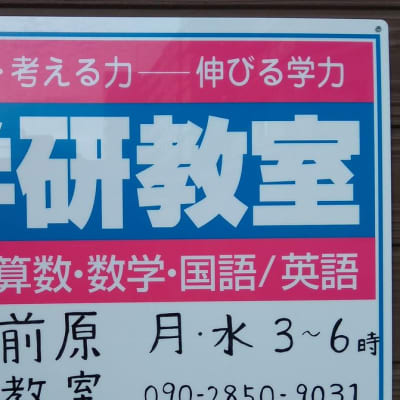 ・考える力──伸びる学力
学研教室
算数・数学・国語/英語
前原 月・水 3~6時
教室 090-2850-9031